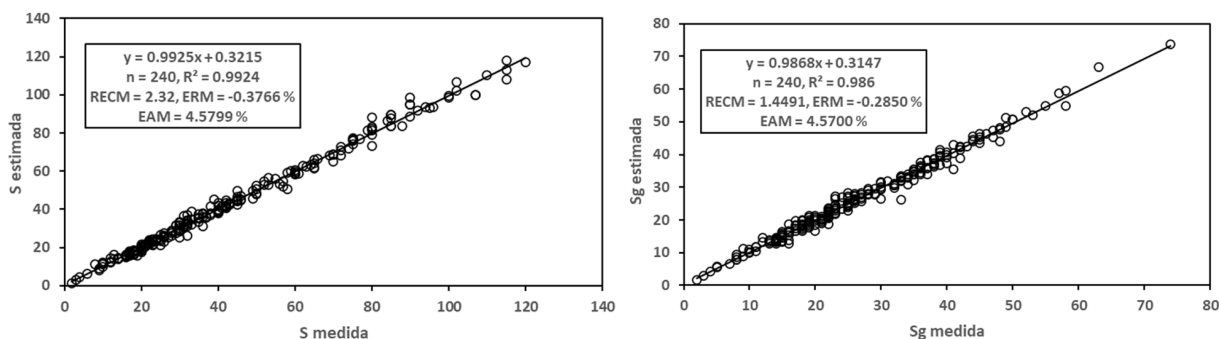 140
120
100
80
60
40
20
0
S estimada
y = 0.9925x + 0.3215
n = 240, R² = 0.9924
RECM = 2.32, ERM = -0.3766 %
EAM = 4.5799 %
0 20 40 60 80 100 120 140
S medida
80
70
60
50
40
30
20
10
0
Sg estimada
y = 0.9868x + 0.3147
n = 240, R² = 0.986
RECM = 1.4491, ERM = -0.2850 %
EAM = 4.5700 %
0 10 20 30 40 50 60 70 80
Sg medida